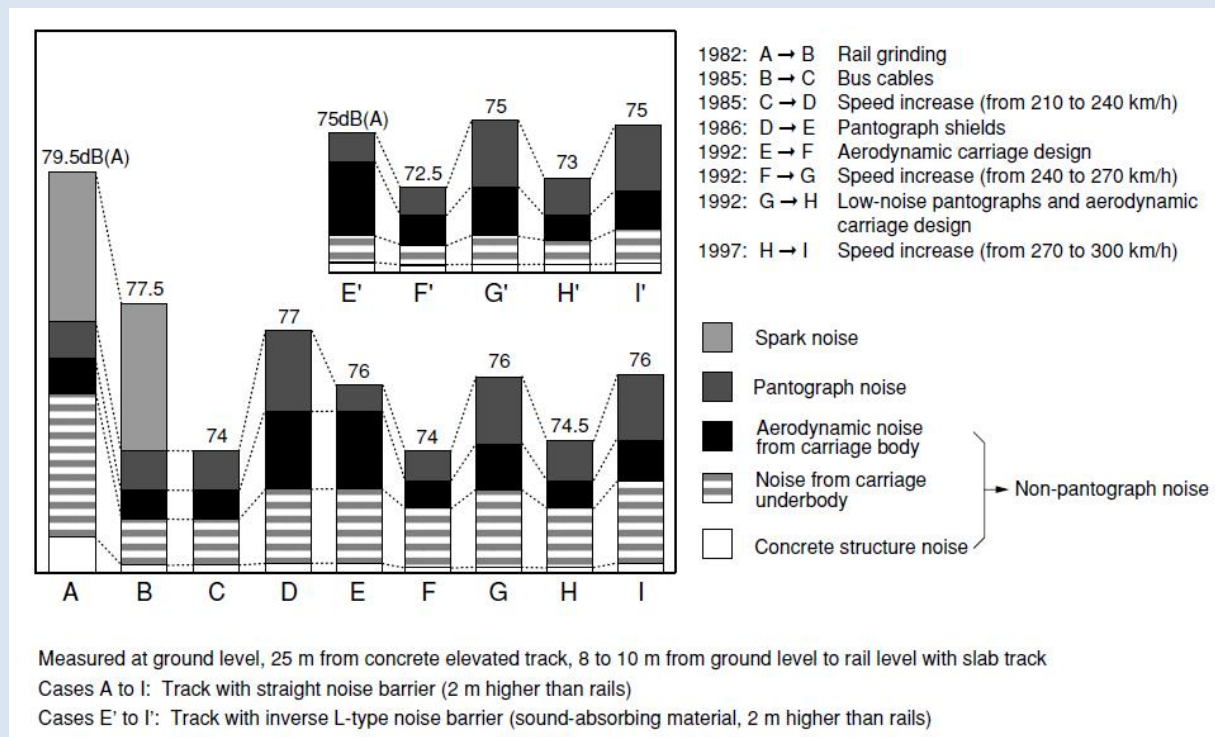 79.5dB(A)
77.5
74
77
76
74
76
74.5
76
A B C D E F G H I
75dB(A)
72.5
75
73
75
E' F' G' H' I'
1982: A → B Rail grinding
1985: B → C Bus cables
1985: C → D Speed increase (from 210 to 240 km/h)
1986: D → E Pantograph shields
1992: E → F Aerodynamic carriage design
1992: F → G Speed increase (from 240 to 270 km/h)
1992: G → H Low-noise pantographs and aerodynamic
carriage design
1997: H → I Speed increase (from 270 to 300 km/h)
Spark noise
Pantograph noise
Aerodynamic noise
from carriage body
Noise from carriage
underbody
Concrete structure noise
Non-pantograph noise
Measured at ground level, 25 m from concrete elevated track, 8 to 10 m from ground level to rail level with slab track
Cases A to I: Track with straight noise barrier (2 m higher than rails)
Cases E' to I': Track with inverse L-type noise barrier (sound-absorbing material, 2 m higher than rails)